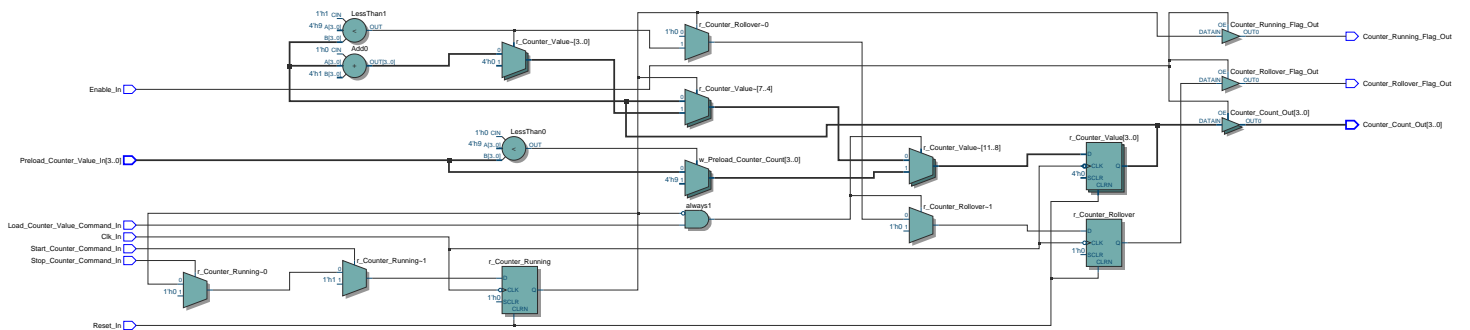 LessThan1
1'h1 CIN
4'h9 A[3..0]
B[3..0]
OUT
<
Add0
1'h0 CIN
A[3..0]
4'h1 B[3..0]
OUT[3..0]
+
r_Counter_Value~[3..0]
0
4'h0 1
r_Counter_Rollover~0
1'h0 0
1
Enable_In
r_Counter_Value~[7..4]
0
1
LessThan0
1'h0 CIN
4'h9 A[3..0]
B[3..0]
OUT
<
Preload_Counter_Value_In[3..0]
w_Preload_Counter_Count[3..0]
0
4'h9 1
always1
Load_Counter_Value_Command_In
Clk_In
Start_Counter_Command_In
Stop_Counter_Command_In
r_Counter_Running~0
0
1'h0 1
r_Counter_Running~1
0
1'h1 1
r_Counter_Running
D
CLK
Q
1'h0
SCLR
CLRN
Reset_In
r_Counter_Value~[11..8]
0
1
r_Counter_Rollover~1
0
1'h0 1
r_Counter_Value[3..0]
D
CLK
Q
4'h0
SCLR
CLRN
r_Counter_Rollover
D
CLK
Q
1'h0
SCLR
CLRN
Counter_Running_Flag_Out
OE
DATAIN
OUT0
Counter_Running_Flag_Out
Counter_Rollover_Flag_Out
OE
DATAIN
OUT0
Counter_Rollover_Flag_Out
Counter_Count_Out[3..0]
OE
DATAIN
OUT0
Counter_Count_Out[3..0]